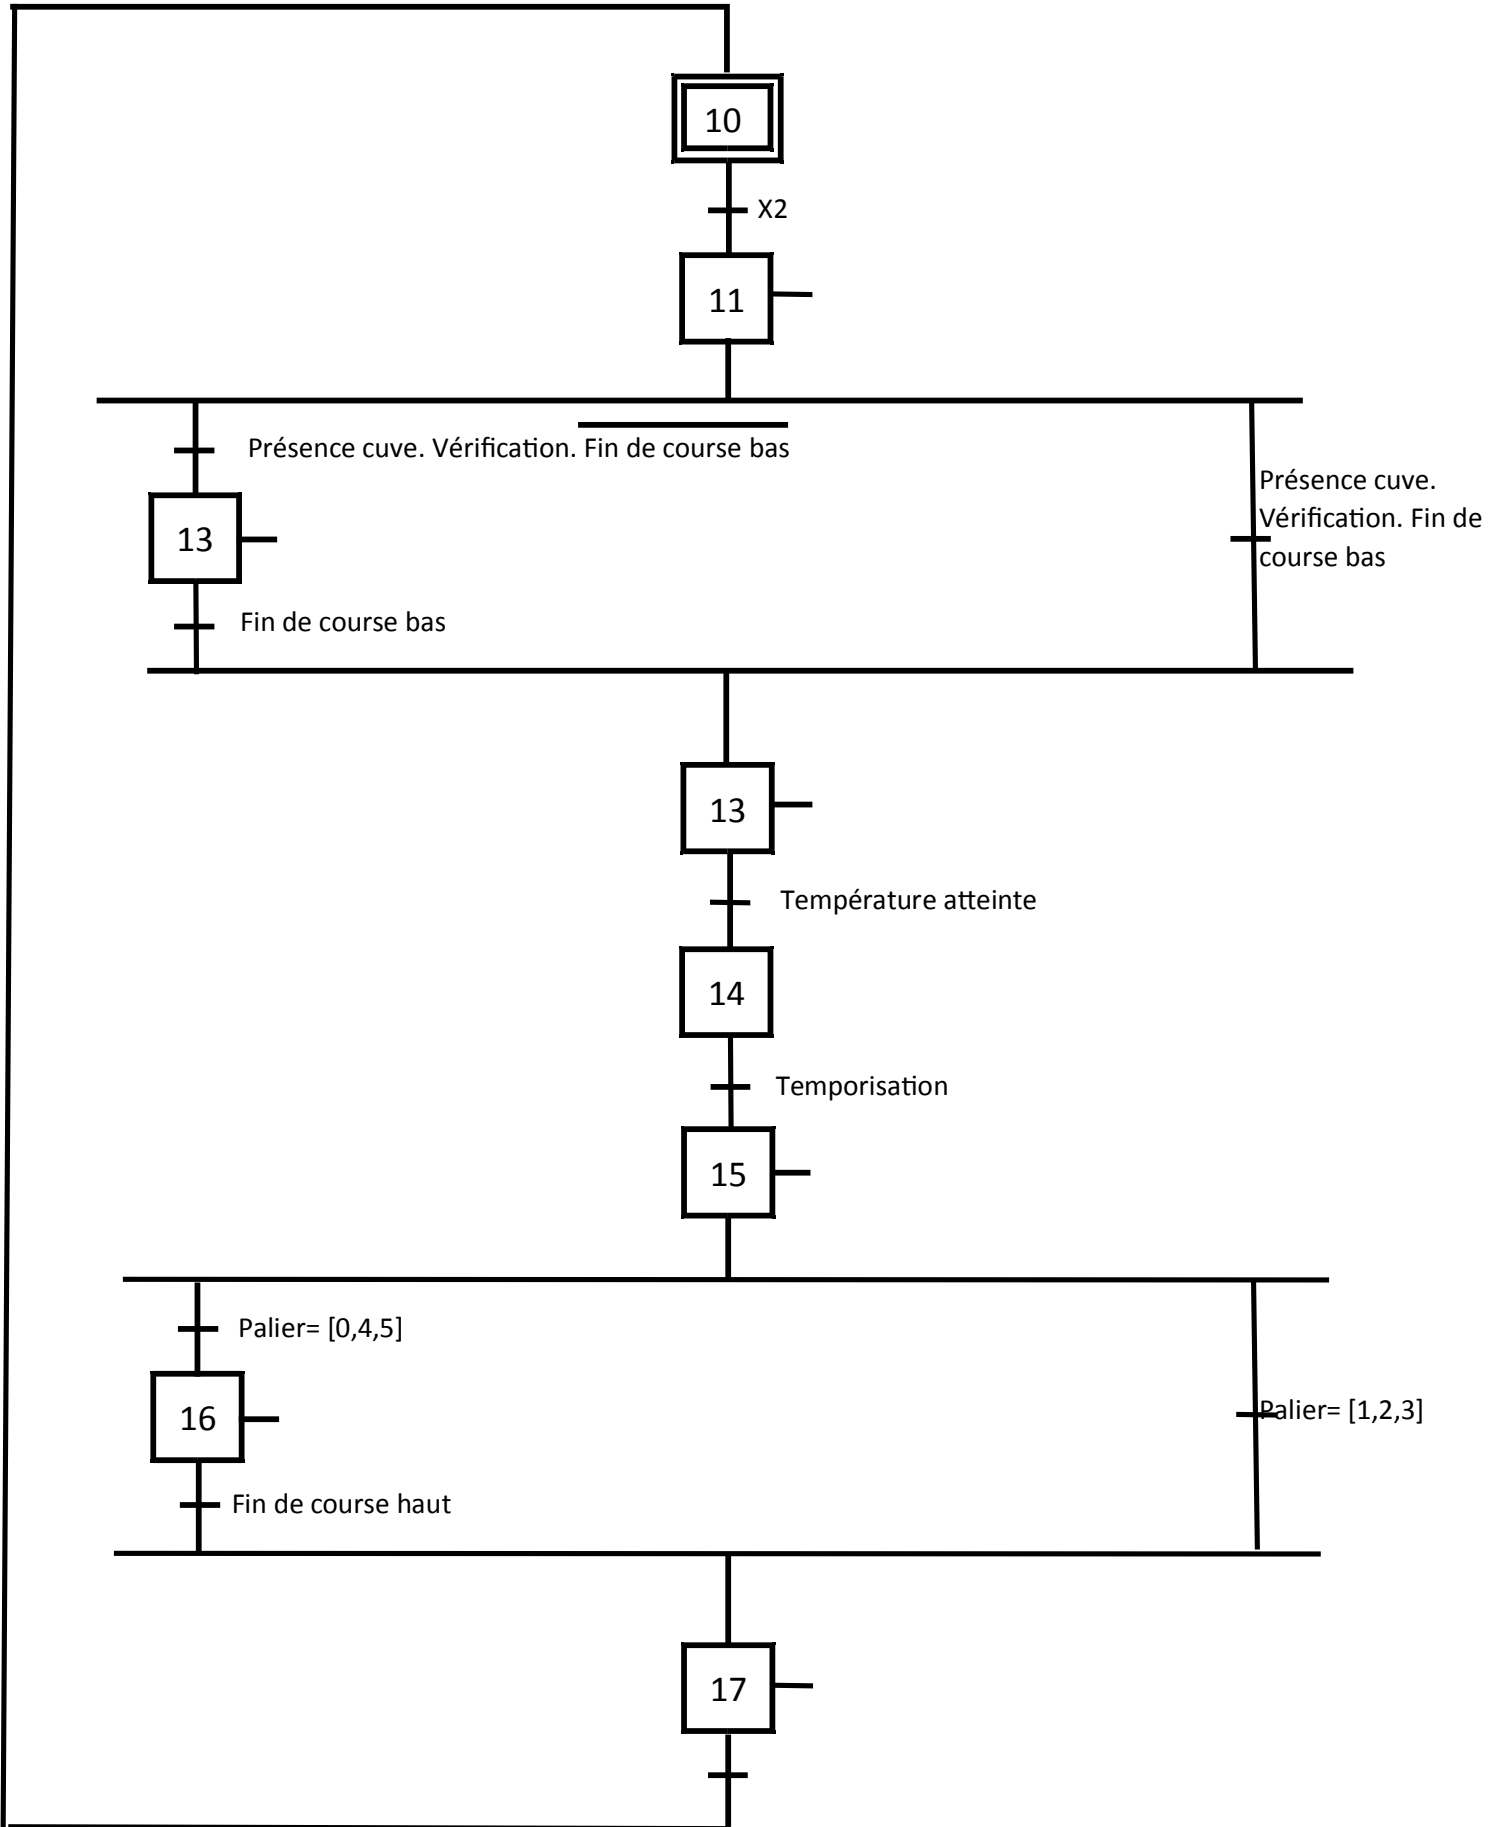 10
X2
11
Présence cuve. Vérification. Fin de course bas
Présence cuve.
Vérification. Fin de
course bas
13
Fin de course bas
13
Température atteinte
14
Temporisation
15
Palier= [0,4,5]
16
Palier= [1,2,3]
Fin de course haut
17